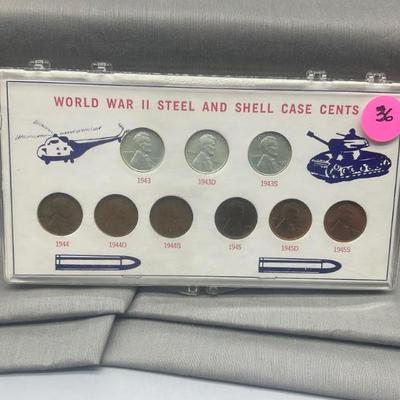 WORLD WAR II STEEL AND SHELL CASE CENTS
36
1943 1943D 1943S
1944 1944D 1944S 1945 1945D 1945S